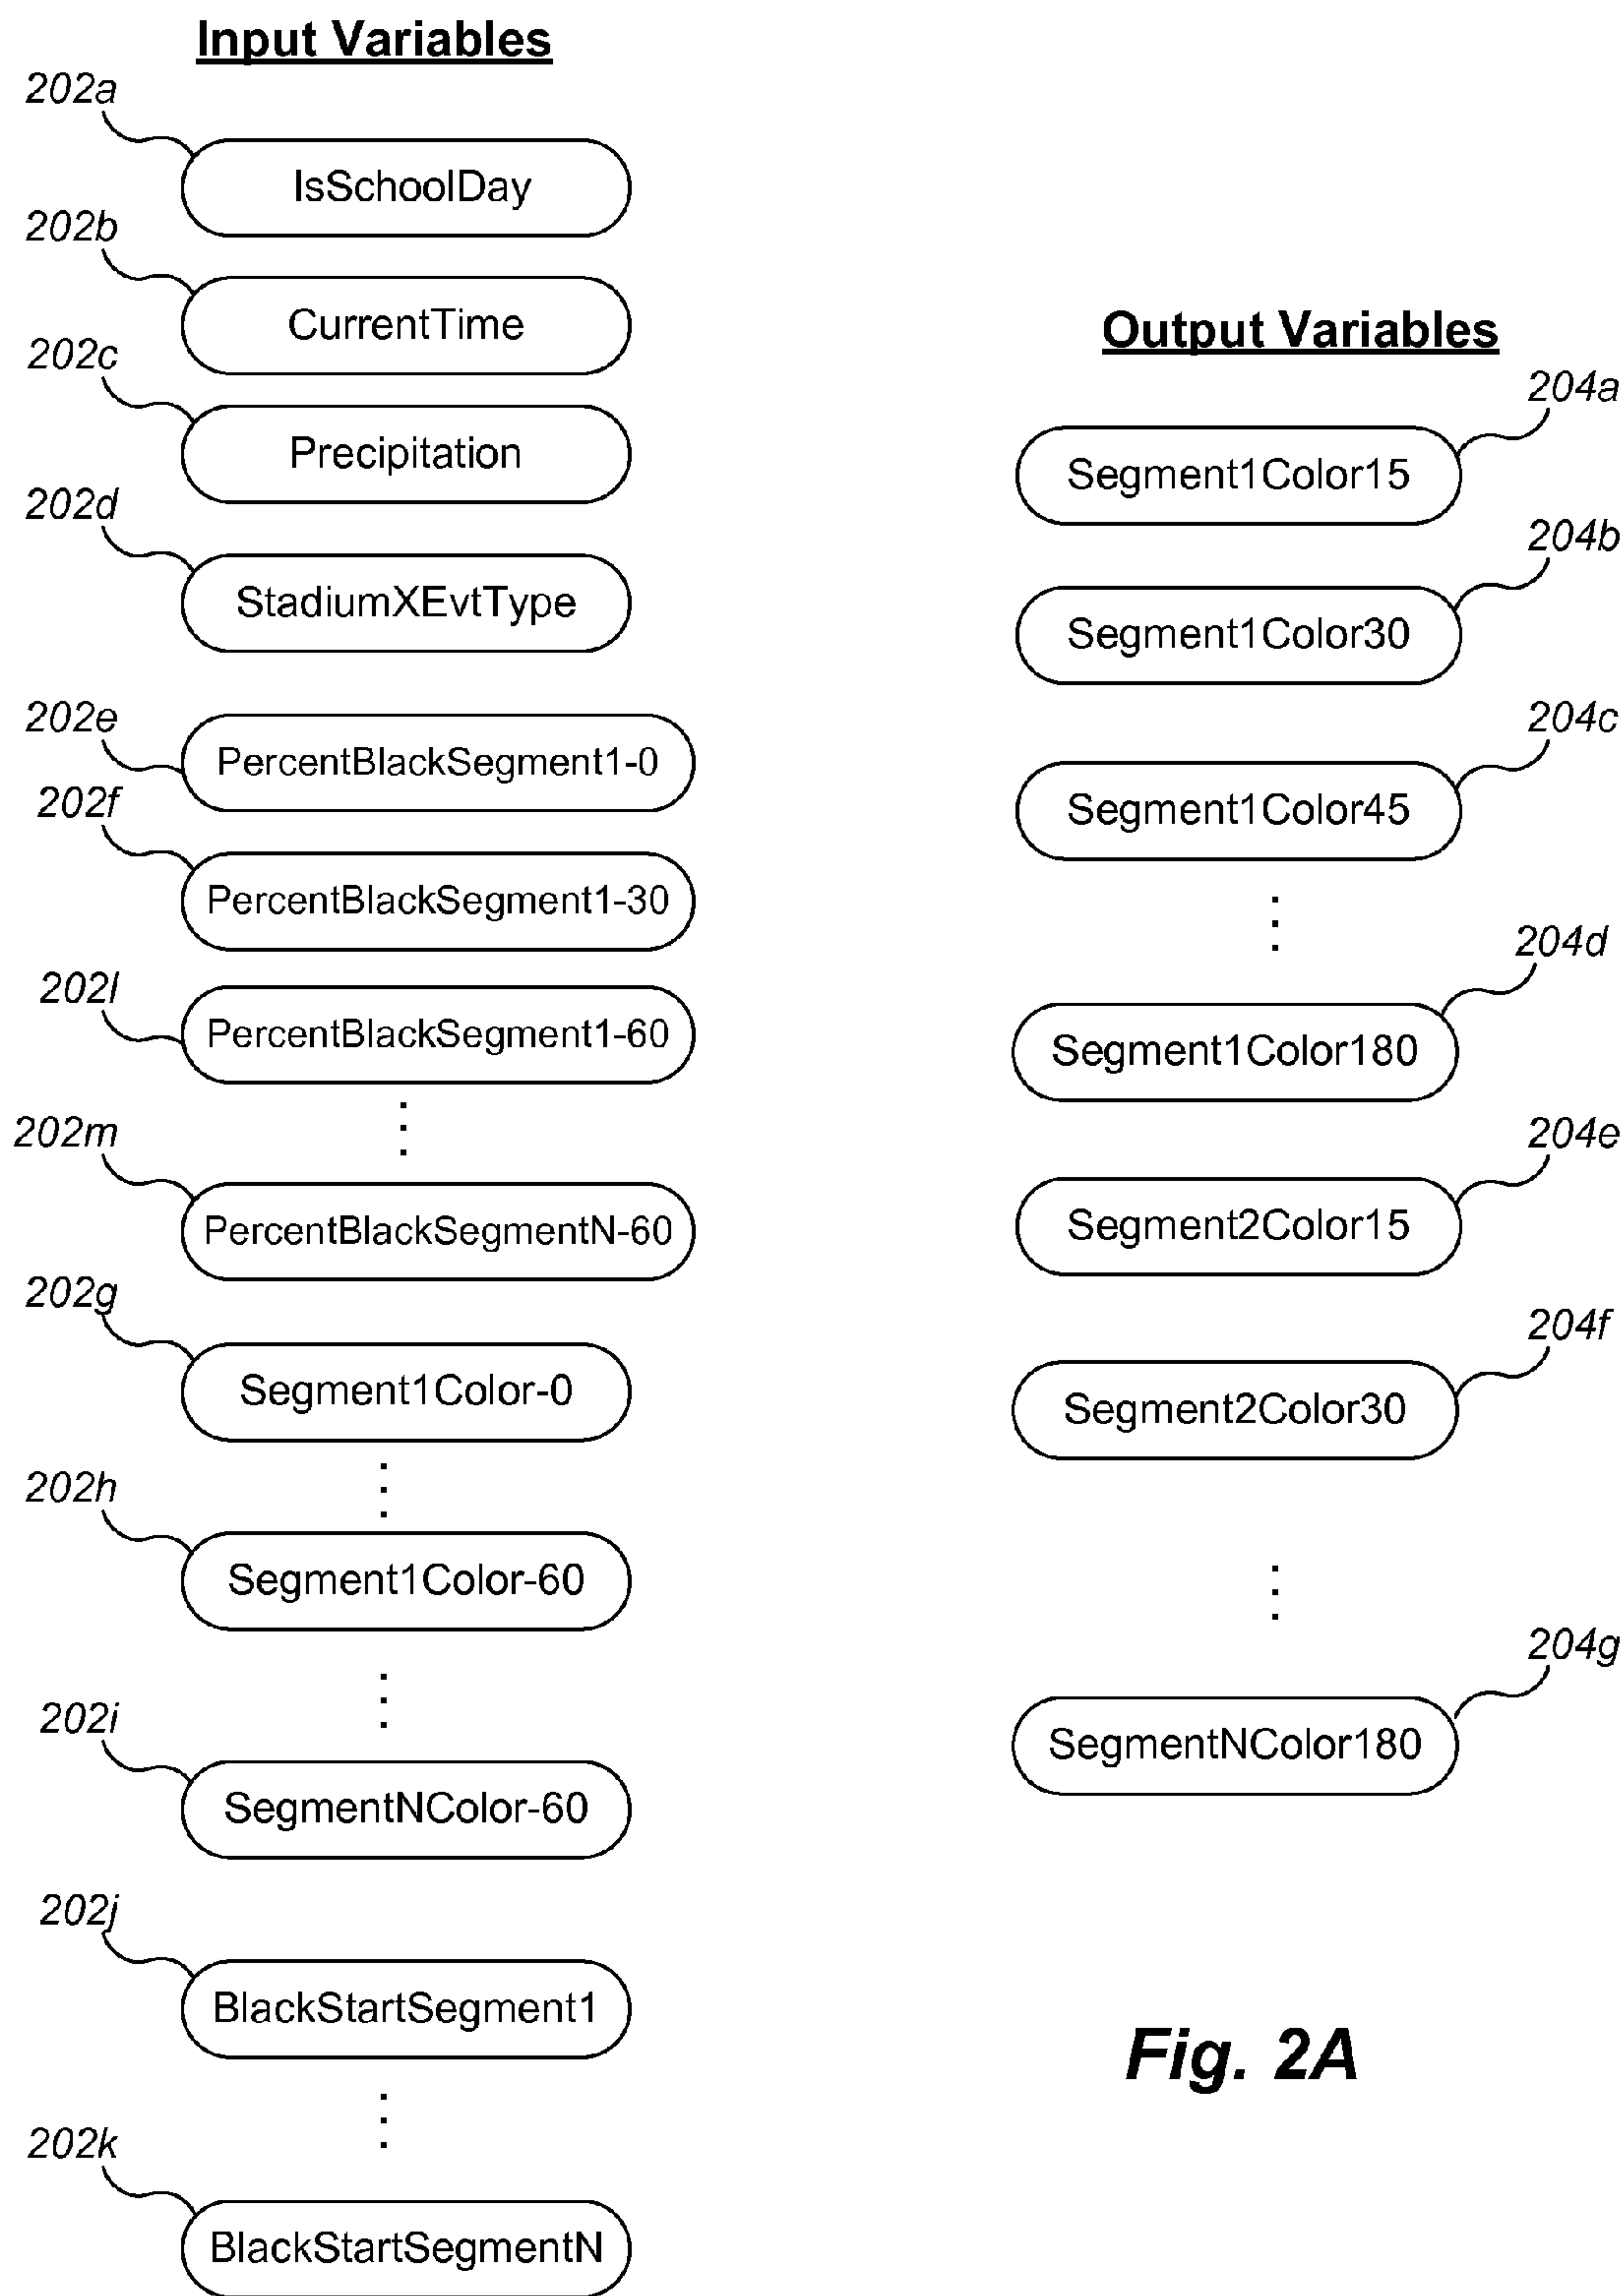 Input Variables
202a
IsSchoolDay
202b
CurrentTime
202c
Precipitation
202d
StadiumXEvtType
202e
PercentBlackSegment1-0
202f
PercentBlackSegment1-30
202l
PercentBlackSegment1-60
202m
PercentBlackSegmentN-60
202g
Segment1Color-0
202h
Segment1Color-60
202i
SegmentNColor-60
202j
BlackStartSegment1
202k
BlackStartSegmentN
Output Variables
204a
Segment1Color15
204b
Segment1Color30
204c
Segment1Color45
204d
Segment1Color180
204e
Segment2Color15
204f
Segment2Color30
204g
SegmentNColor180
Fig. 2A